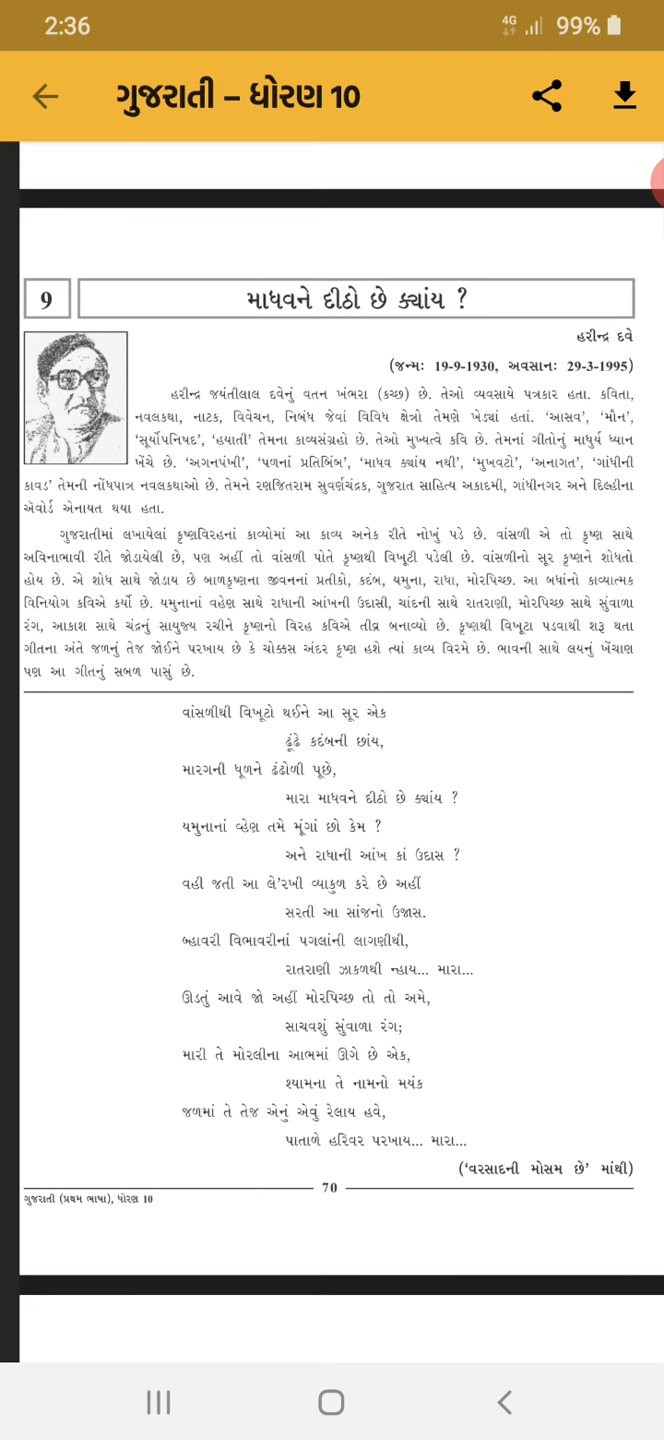 2:36
4G 99%
ગુજરાતી – ધોરણ 10
9
માધવને દીઠો છે ક્યાંય ?
હરીન્દ્ર દવે
(જન્મઃ 19-9-1930, અવસાનઃ 29-3-1995)
હરીન્દ્ર જયંતીલાલ દવેનું વતન ખંભરા (કચ્છ) છે. તેઓ વ્યવસાયે પત્રકાર હતા. કવિતા,
નવલકથા, નાટક, વિવેચન, નિબંધ જેવાં વિવિધ ક્ષેત્રો તેમણે ખેડ્યાં હતાં. ‘આસવ’, ‘મૌન’,
‘સૂર્યોપનિષદ’, ‘હયાતી’ તેમના કાવ્યસંગ્રહો છે. તેઓ મુખ્યત્વે કવિ છે. તેમનાં ગીતોનું માધુર્ય ધ્યાન
ખેંચે છે. ‘અગનપંખી’, ‘પળનાં પ્રતિબિંબ’, ‘માધવ ક્યાંય નથી’, ‘મુખવટો’, ‘અનાગત’, ‘ગાંધીની
કાવડ’ તેમની નોંધપાત્ર નવલકથાઓ છે. તેમને રણજિતરામ સુવર્ણચંદ્રક, ગુજરાત સાહિત્ય અકાદમી, ગાંધીનગર અને દિલ્હીના
ઍવોર્ડ એનાયત થયા હતા.
ગુજરાતીમાં લખાયેલાં કૃષ્ણવિરહનાં કાવ્યોમાં આ કાવ્ય અનેક રીતે નોખું પડે છે. વાંસળી એ તો કૃષ્ણ સાથે
અવિનાભાવી રીતે જોડાયેલી છે, પણ અહીં તો વાંસળી પોતે કૃષ્ણથી વિખૂટી પડેલી છે. વાંસળીનો સૂર કૃષ્ણને શોધતો
હોય છે. એ શોધ સાથે જોડાય છે બાળકૃષ્ણના જીવનનાં પ્રતીકો, કદંબ, યમુના, રાધા, મોરપિચ્છ. આ બધાંનો કાવ્યાત્મક
વિનિયોગ કવિએ કર્યો છે. યમુનાનાં વહેણ સાથે રાધાની આંખની ઉદાસી, ચાંદની સાથે રાતરાણી, મોરપિચ્છ સાથે સુંવાળા
રંગ, આકાશ સાથે ચંદ્રનું સાયુજ્ય રચીને કૃષ્ણનો વિરહ કવિએ તીવ્ર બનાવ્યો છે. કૃષ્ણથી વિખૂટા પડવાથી શરૂ થતા
ગીતના અંતે જળનું તેજ જોઈને પરખાય છે કે ચોક્કસ અંદર કૃષ્ણ હશે ત્યાં કાવ્ય વિરમે છે. ભાવની સાથે લયનું ખેંચાણ
પણ આ ગીતનું સબળ પાસું છે.
વાંસળીથી વિખૂટો થઈને આ સૂર એક
ઢૂંઢે કદંબની છાંય,
મારગની ધૂળને ઢંઢોળી પૂછે,
મારા માધવને દીઠો છે ક્યાંય ?
યમુનાનાં વ્હેણ તમે મૂંગાં છો કેમ ?
અને રાધાની આંખ કાં ઉદાસ ?
વહી જતી આ લે’રખી વ્યાકુળ કરે છે અહીં
સરતી આ સાંજનો ઉજાસ.
બ્હાવરી વિભાવરીનાં પગલાંની લાગણીથી,
રાતરાણી ઝાકળથી ન્હાય... મારા...
ઊડતું આવે જો અહીં મોરપિચ્છ તો તો અમે,
સાચવશું સુંવાળા રંગ;
મારી તે મોરલીના આભમાં ઊગે છે એક,
શ્યામના તે નામનો મયંક
જળમાં તે તેજ એનું એવું રેલાય હવે,
પાતાળે હરિવર પરખાય... મારા...
(‘વરસાદની મોસમ છે’ માંથી)
70
ગુજરાતી (પ્રથમ ભાષા), ધોરણ 10